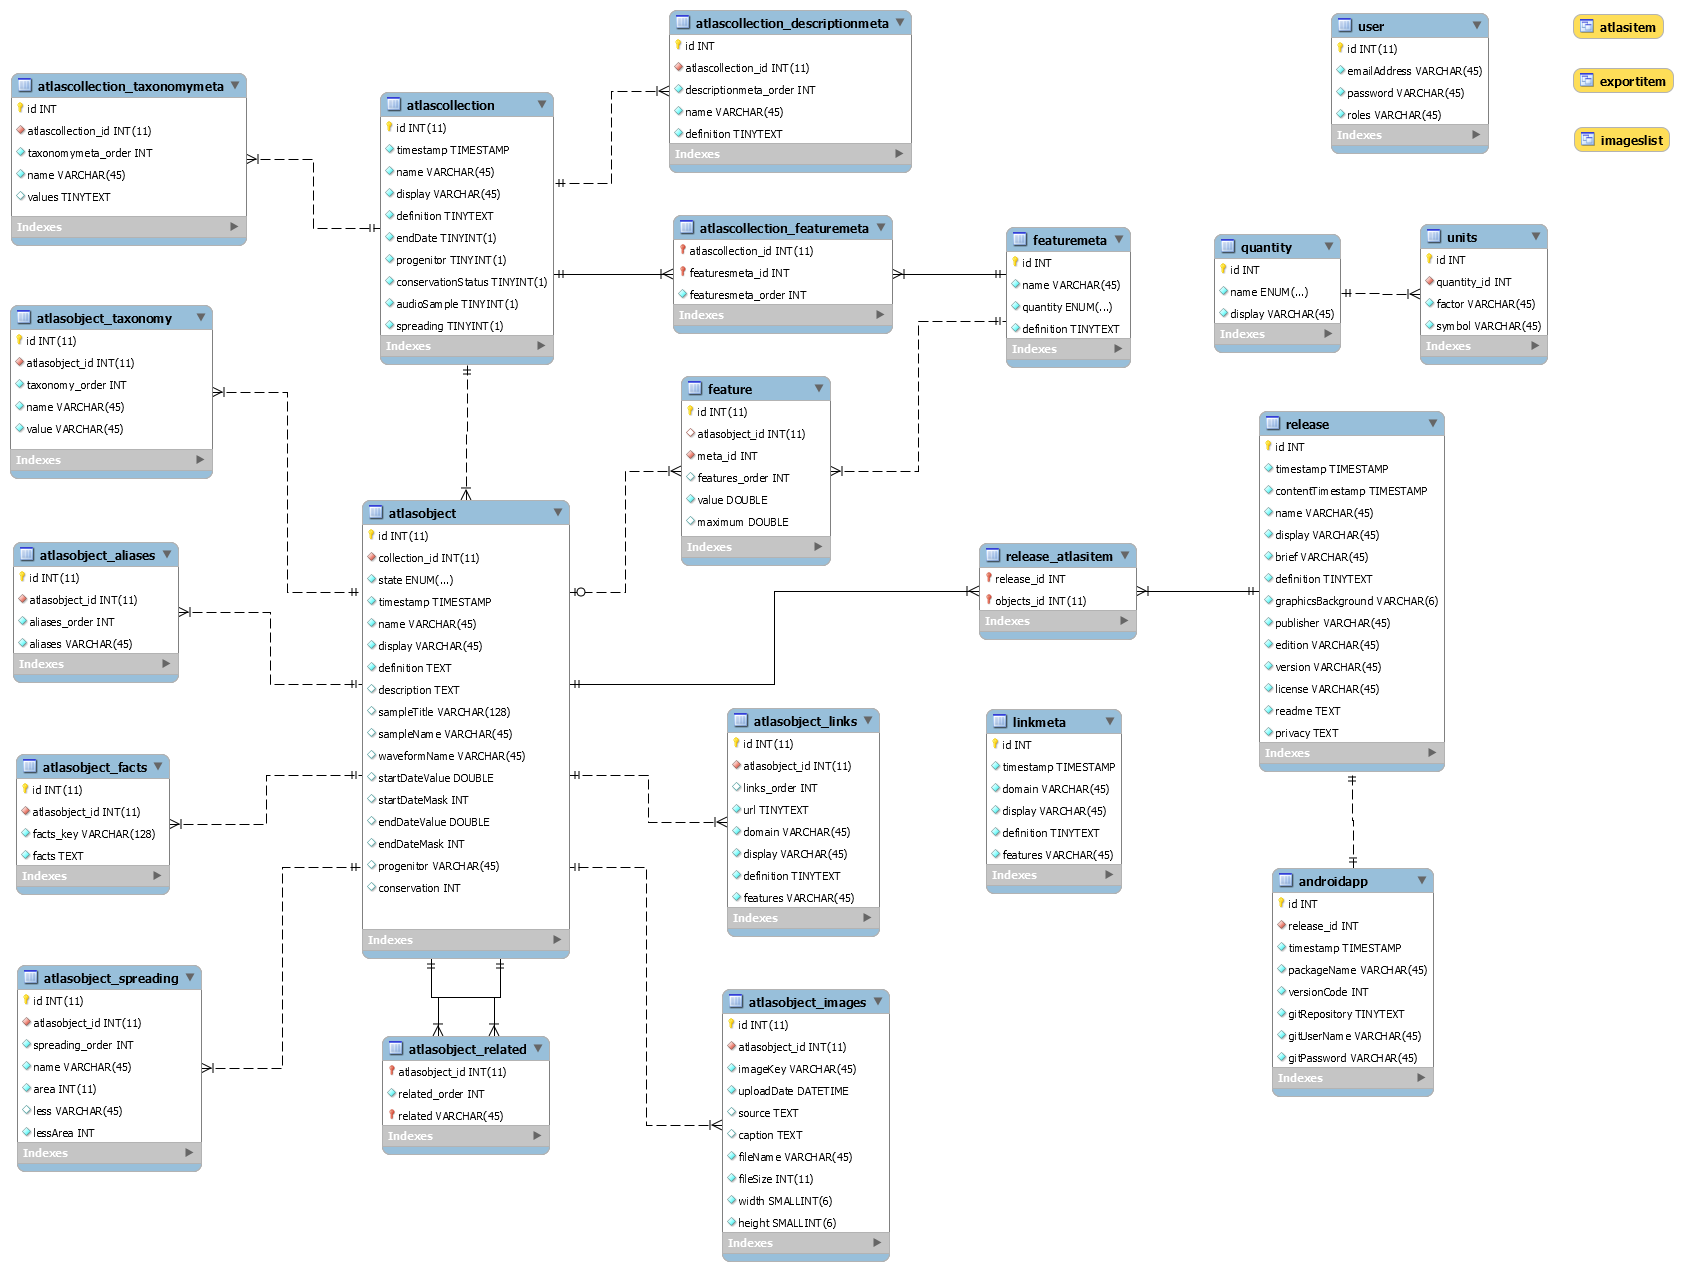 atlascollection_taxonomymeta
id INT
atlascollection_id INT(11)
taxonomymeta_order INT
name VARCHAR(45)
values TINYTEXT
Indexes
atlascollection
id INT(11)
timestamp TIMESTAMP
name VARCHAR(45)
display VARCHAR(45)
definition TINYTEXT
endDate TINYINT(1)
progenitor TINYINT(1)
conservationStatus TINYINT(1)
audioSample TINYINT(1)
spreading TINYINT(1)
Indexes
atlascollection_descriptionmeta
id INT
atlascollection_id INT(11)
descriptionmeta_order INT
name VARCHAR(45)
definition TINYTEXT
Indexes
user
id INT(11)
emailAddress VARCHAR(45)
password VARCHAR(45)
roles VARCHAR(45)
Indexes
atlasitem
exportitem
imageslist
atlascollection_featuremeta
atlascollection_id INT(11)
featuresmeta_id INT
featuresmeta_order INT
Indexes
featuremeta
id INT
name VARCHAR(45)
quantity ENUM(...)
definition TINYTEXT
Indexes
quantity
id INT
name ENUM(...)
display VARCHAR(45)
Indexes
units
id INT
quantity_id INT
factor VARCHAR(45)
symbol VARCHAR(45)
Indexes
atlasobject_taxonomy
id INT(11)
atlasobject_id INT(11)
taxonomy_order INT
name VARCHAR(45)
value VARCHAR(45)
Indexes
feature
id INT(11)
atlasobject_id INT(11)
meta_id INT
features_order INT
value DOUBLE
maximum DOUBLE
Indexes
release
id INT
timestamp TIMESTAMP
contentTimestamp TIMESTAMP
name VARCHAR(45)
display VARCHAR(45)
brief VARCHAR(45)
definition TINYTEXT
graphicsBackground VARCHAR(6)
publisher VARCHAR(45)
edition VARCHAR(45)
version VARCHAR(45)
license VARCHAR(45)
readme TEXT
privacy TEXT
Indexes
atlasobject
id INT(11)
collection_id INT(11)
state ENUM(...)
timestamp TIMESTAMP
name VARCHAR(45)
display VARCHAR(45)
definition TEXT
description TEXT
sampleTitle VARCHAR(128)
sampleName VARCHAR(45)
waveformName VARCHAR(45)
startDateValue DOUBLE
startDateMask INT
endDateValue DOUBLE
endDateMask INT
progenitor VARCHAR(45)
conservation INT
Indexes
atlasobject_aliases
id INT(11)
atlasobject_id INT(11)
aliases_order INT
aliases VARCHAR(45)
Indexes
release_atlasitem
release_id INT
objects_id INT(11)
Indexes
atlasobject_links
id INT(11)
atlasobject_id INT(11)
links_order INT
url TINYTEXT
domain VARCHAR(45)
display VARCHAR(45)
definition TINYTEXT
features VARCHAR(45)
Indexes
linkmeta
id INT
timestamp TIMESTAMP
domain VARCHAR(45)
display VARCHAR(45)
definition TINYTEXT
features VARCHAR(45)
Indexes
atlasobject_facts
id INT(11)
atlasobject_id INT(11)
facts_key VARCHAR(128)
facts TEXT
Indexes
androidapp
id INT
release_id INT
timestamp TIMESTAMP
packageName VARCHAR(45)
versionCode INT
gitRepository TINYTEXT
gitUserName VARCHAR(45)
gitPassword VARCHAR(45)
Indexes
atlasobject_spreading
id INT(11)
atlasobject_id INT(11)
spreading_order INT
name VARCHAR(45)
area INT(11)
less VARCHAR(45)
lessArea INT
Indexes
atlasobject_related
atlasobject_id INT(11)
related_order INT
related VARCHAR(45)
Indexes
atlasobject_images
id INT(11)
atlasobject_id INT(11)
imageKey VARCHAR(45)
uploadDate DATETIME
source TEXT
caption TEXT
fileName VARCHAR(45)
fileSize INT(11)
width SMALLINT(6)
height SMALLINT(6)
Indexes